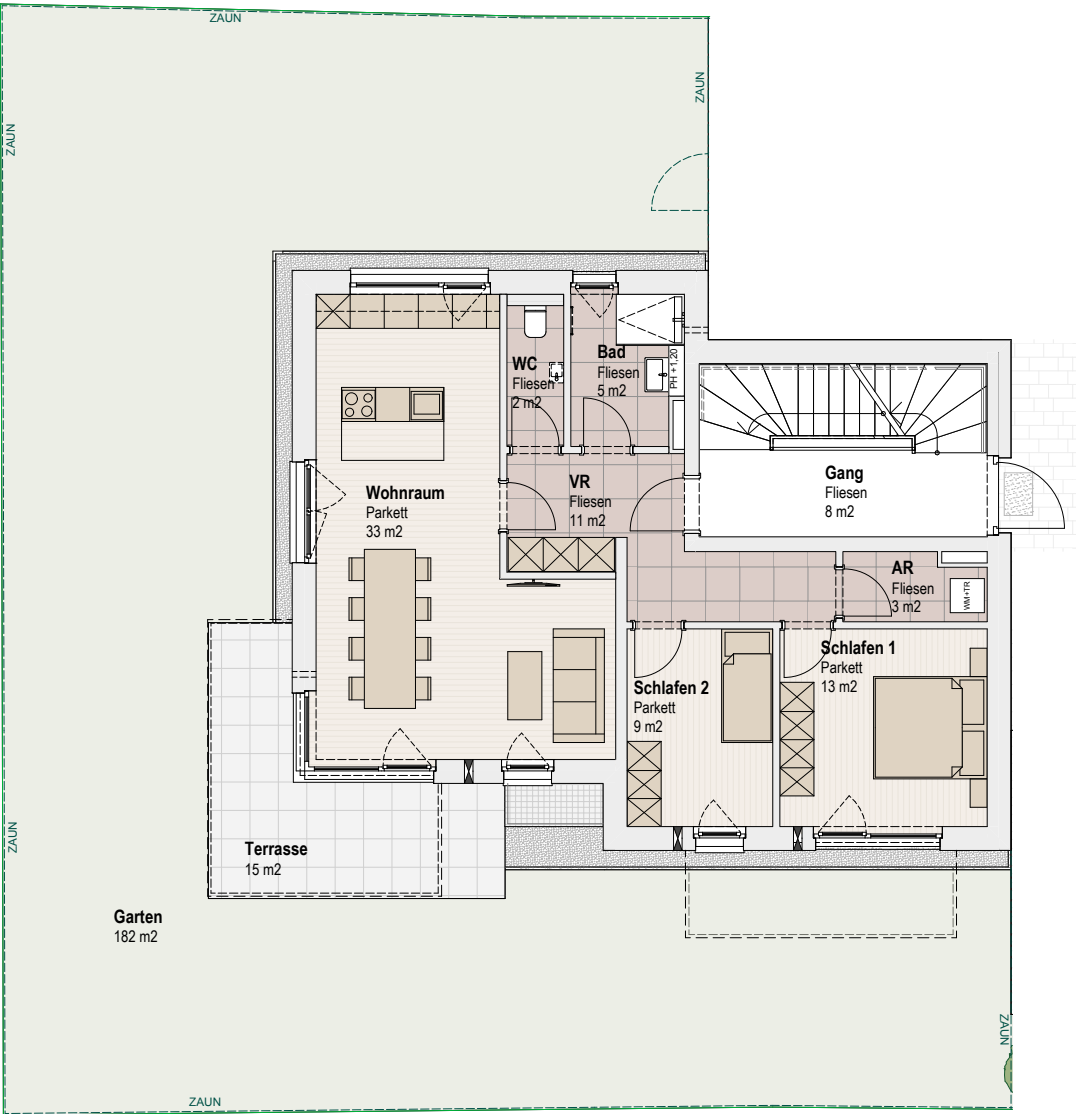 ZAUN
ZAUN
ZAUN
WC
Fliesen
2 m2
Bad
Fliesen
5 m2
PH +1,20
Wohnraum
Parkett
33 m2
VR
Fliesen
11 m2
Gang
Fliesen
8 m2
AR
Fliesen
3 m2
WM+TR
Schlafen 2
Parkett
9 m2
Schlafen 1
Parkett
13 m2
ZAUN
Terrasse
15 m2
Garten
182 m2
ZAUN
ZAUN